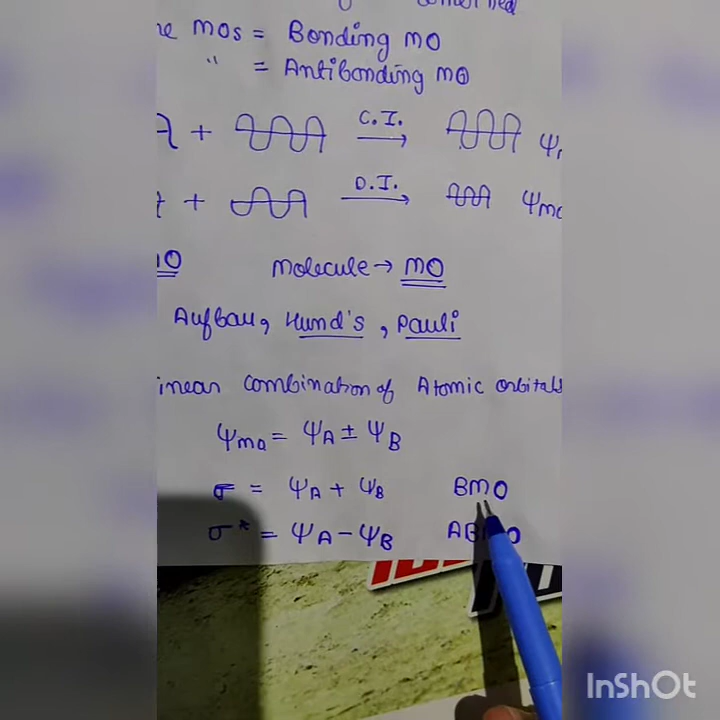 MOs = Bonding MO
" = Antibonding MO
+ C.I. → Ψ
+ D.I. → Ψmo
MO Molecule → MO
Aufbau, Hund's, Pauli
inear Combination of Atomic orbitals
Ψmo = ΨA ± ΨB
σ = ΨA + ΨB BMO
σ* = ΨA − ΨB
InShOt